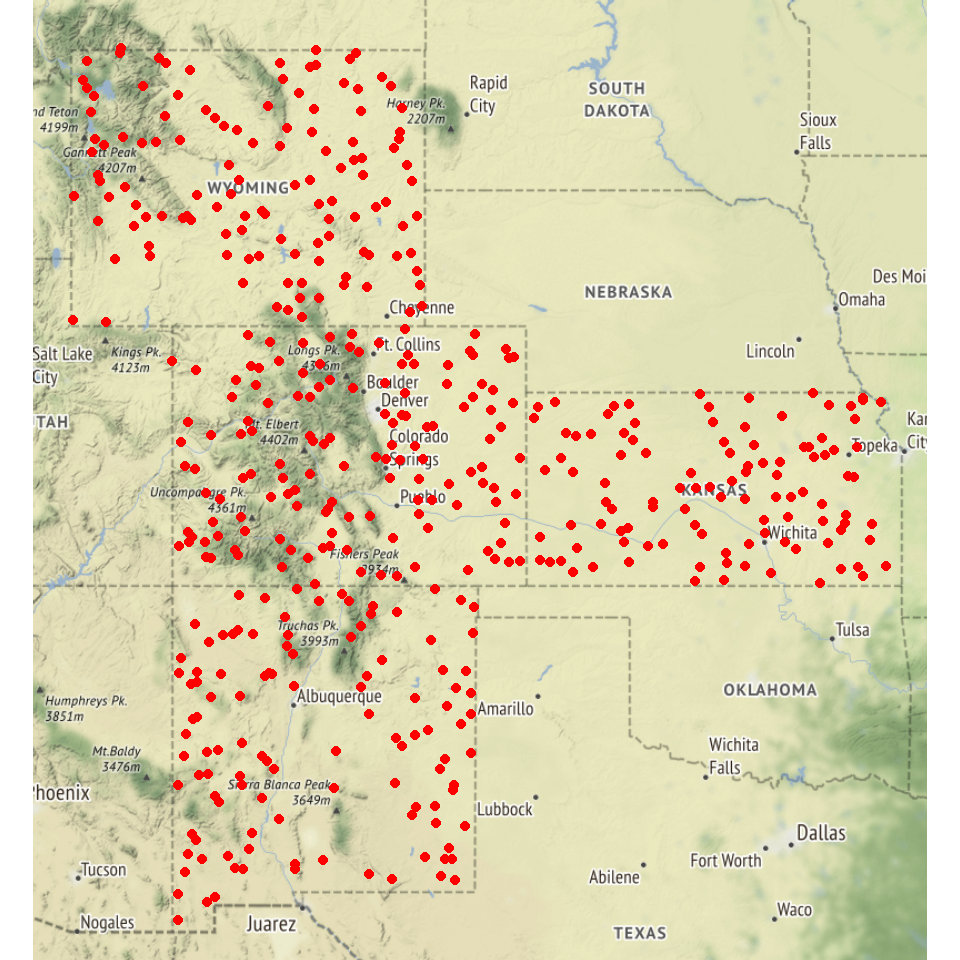 Rapid
City
SOUTH
DAKOTA
Harney Pk.
2207m
Sioux
Falls
nd Teton
4199m
Gannett Peak
4207m
WYOMING
Des Moi
NEBRASKA
Omaha
Cheyenne
Lincoln
Salt Lake
City
Kings Pk.
4123m
Longs Pk.
4346m
Ft. Collins
Boulder
Denver
TAH
Mt. Elbert
4402m
Colorado
Springs
Kan
City
Topeka
Uncompahgre Pk.
4361m
Pueblo
KANSAS
Wichita
Fishers Peak
2934m
Truchas Pk.
3993m
Tulsa
Humphreys Pk.
3851m
Albuquerque
Amarillo
OKLAHOMA
Mt.Baldy
3476m
Wichita
Falls
Phoenix
Sierra Blanca Peak
3649m
Lubbock
Dallas
Fort Worth
Tucson
Abilene
Nogales
Juarez
Waco
TEXAS